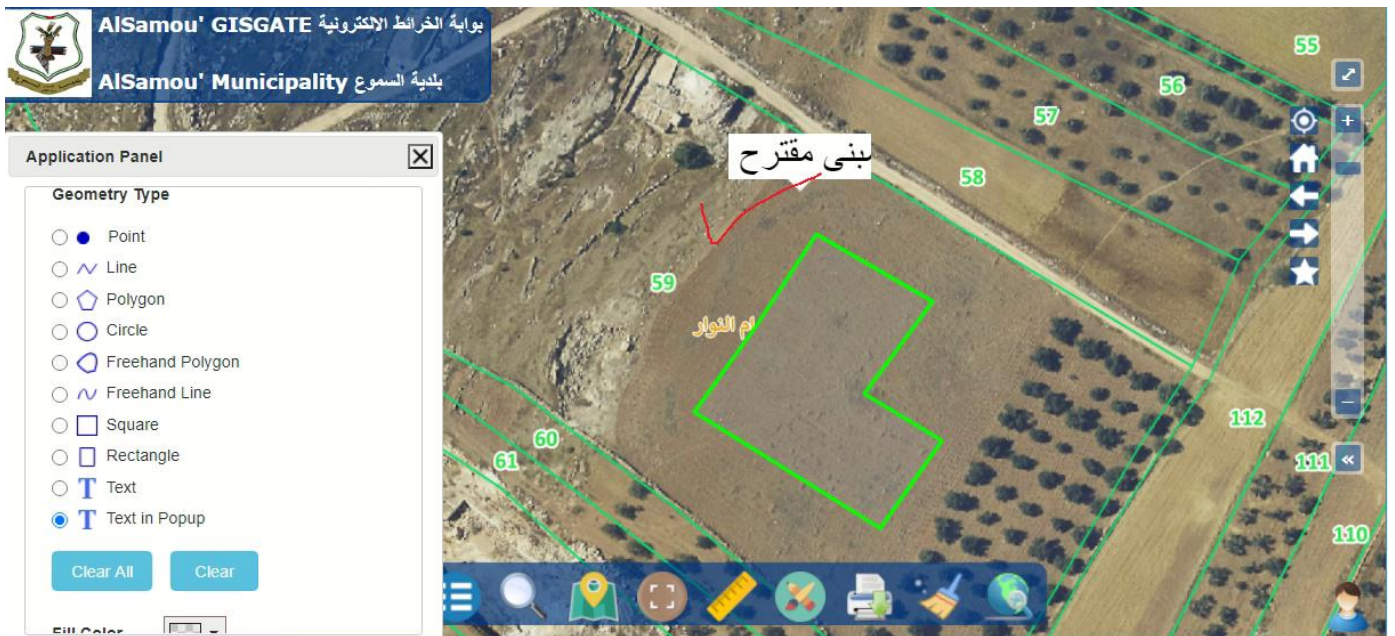 AlSamou' GISGATE بوابة الخرائط الالكترونية
AlSamou' Municipality بلدية السموع
Application Panel
Geometry Type
Point
Line
Polygon
Circle
Freehand Polygon
Freehand Line
Square
Rectangle
T Text
T Text in Popup
Clear All Clear
Fill Color
مبنى مقترح
55
56
57
58
59
ام النوار
60
61
112
111
110